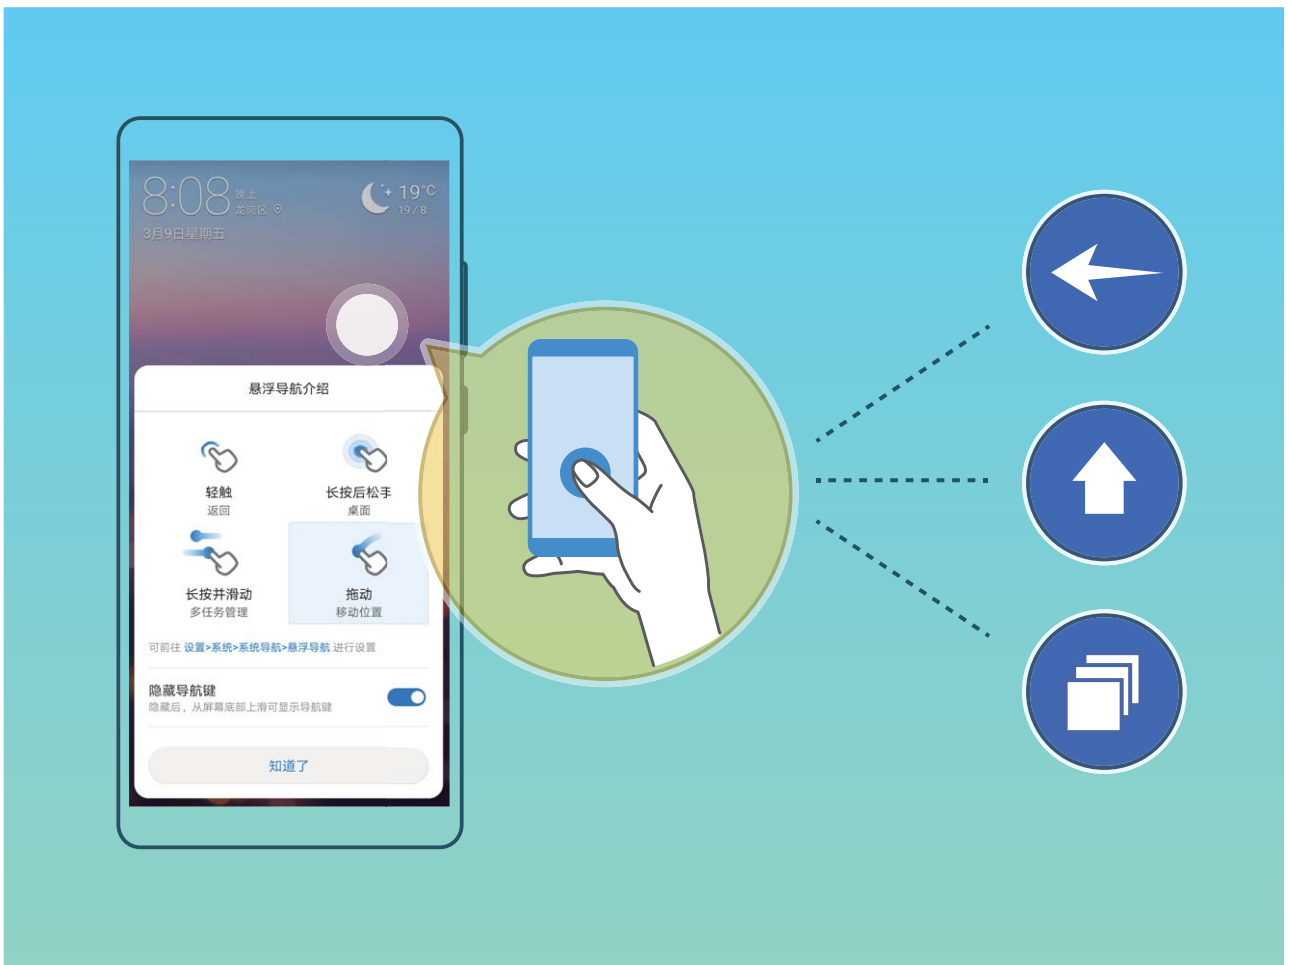 8:08 晚上
龙岗区
19°C
19 / 8
3月9日星期五
悬浮导航介绍
轻触
返回
长按后松手
桌面
长按并滑动
多任务管理
拖动
移动位置
可前往 设置>系统>系统导航>悬浮导航 进行设置
隐藏导航键
隐藏后，从屏幕底部上滑可显示导航键
知道了